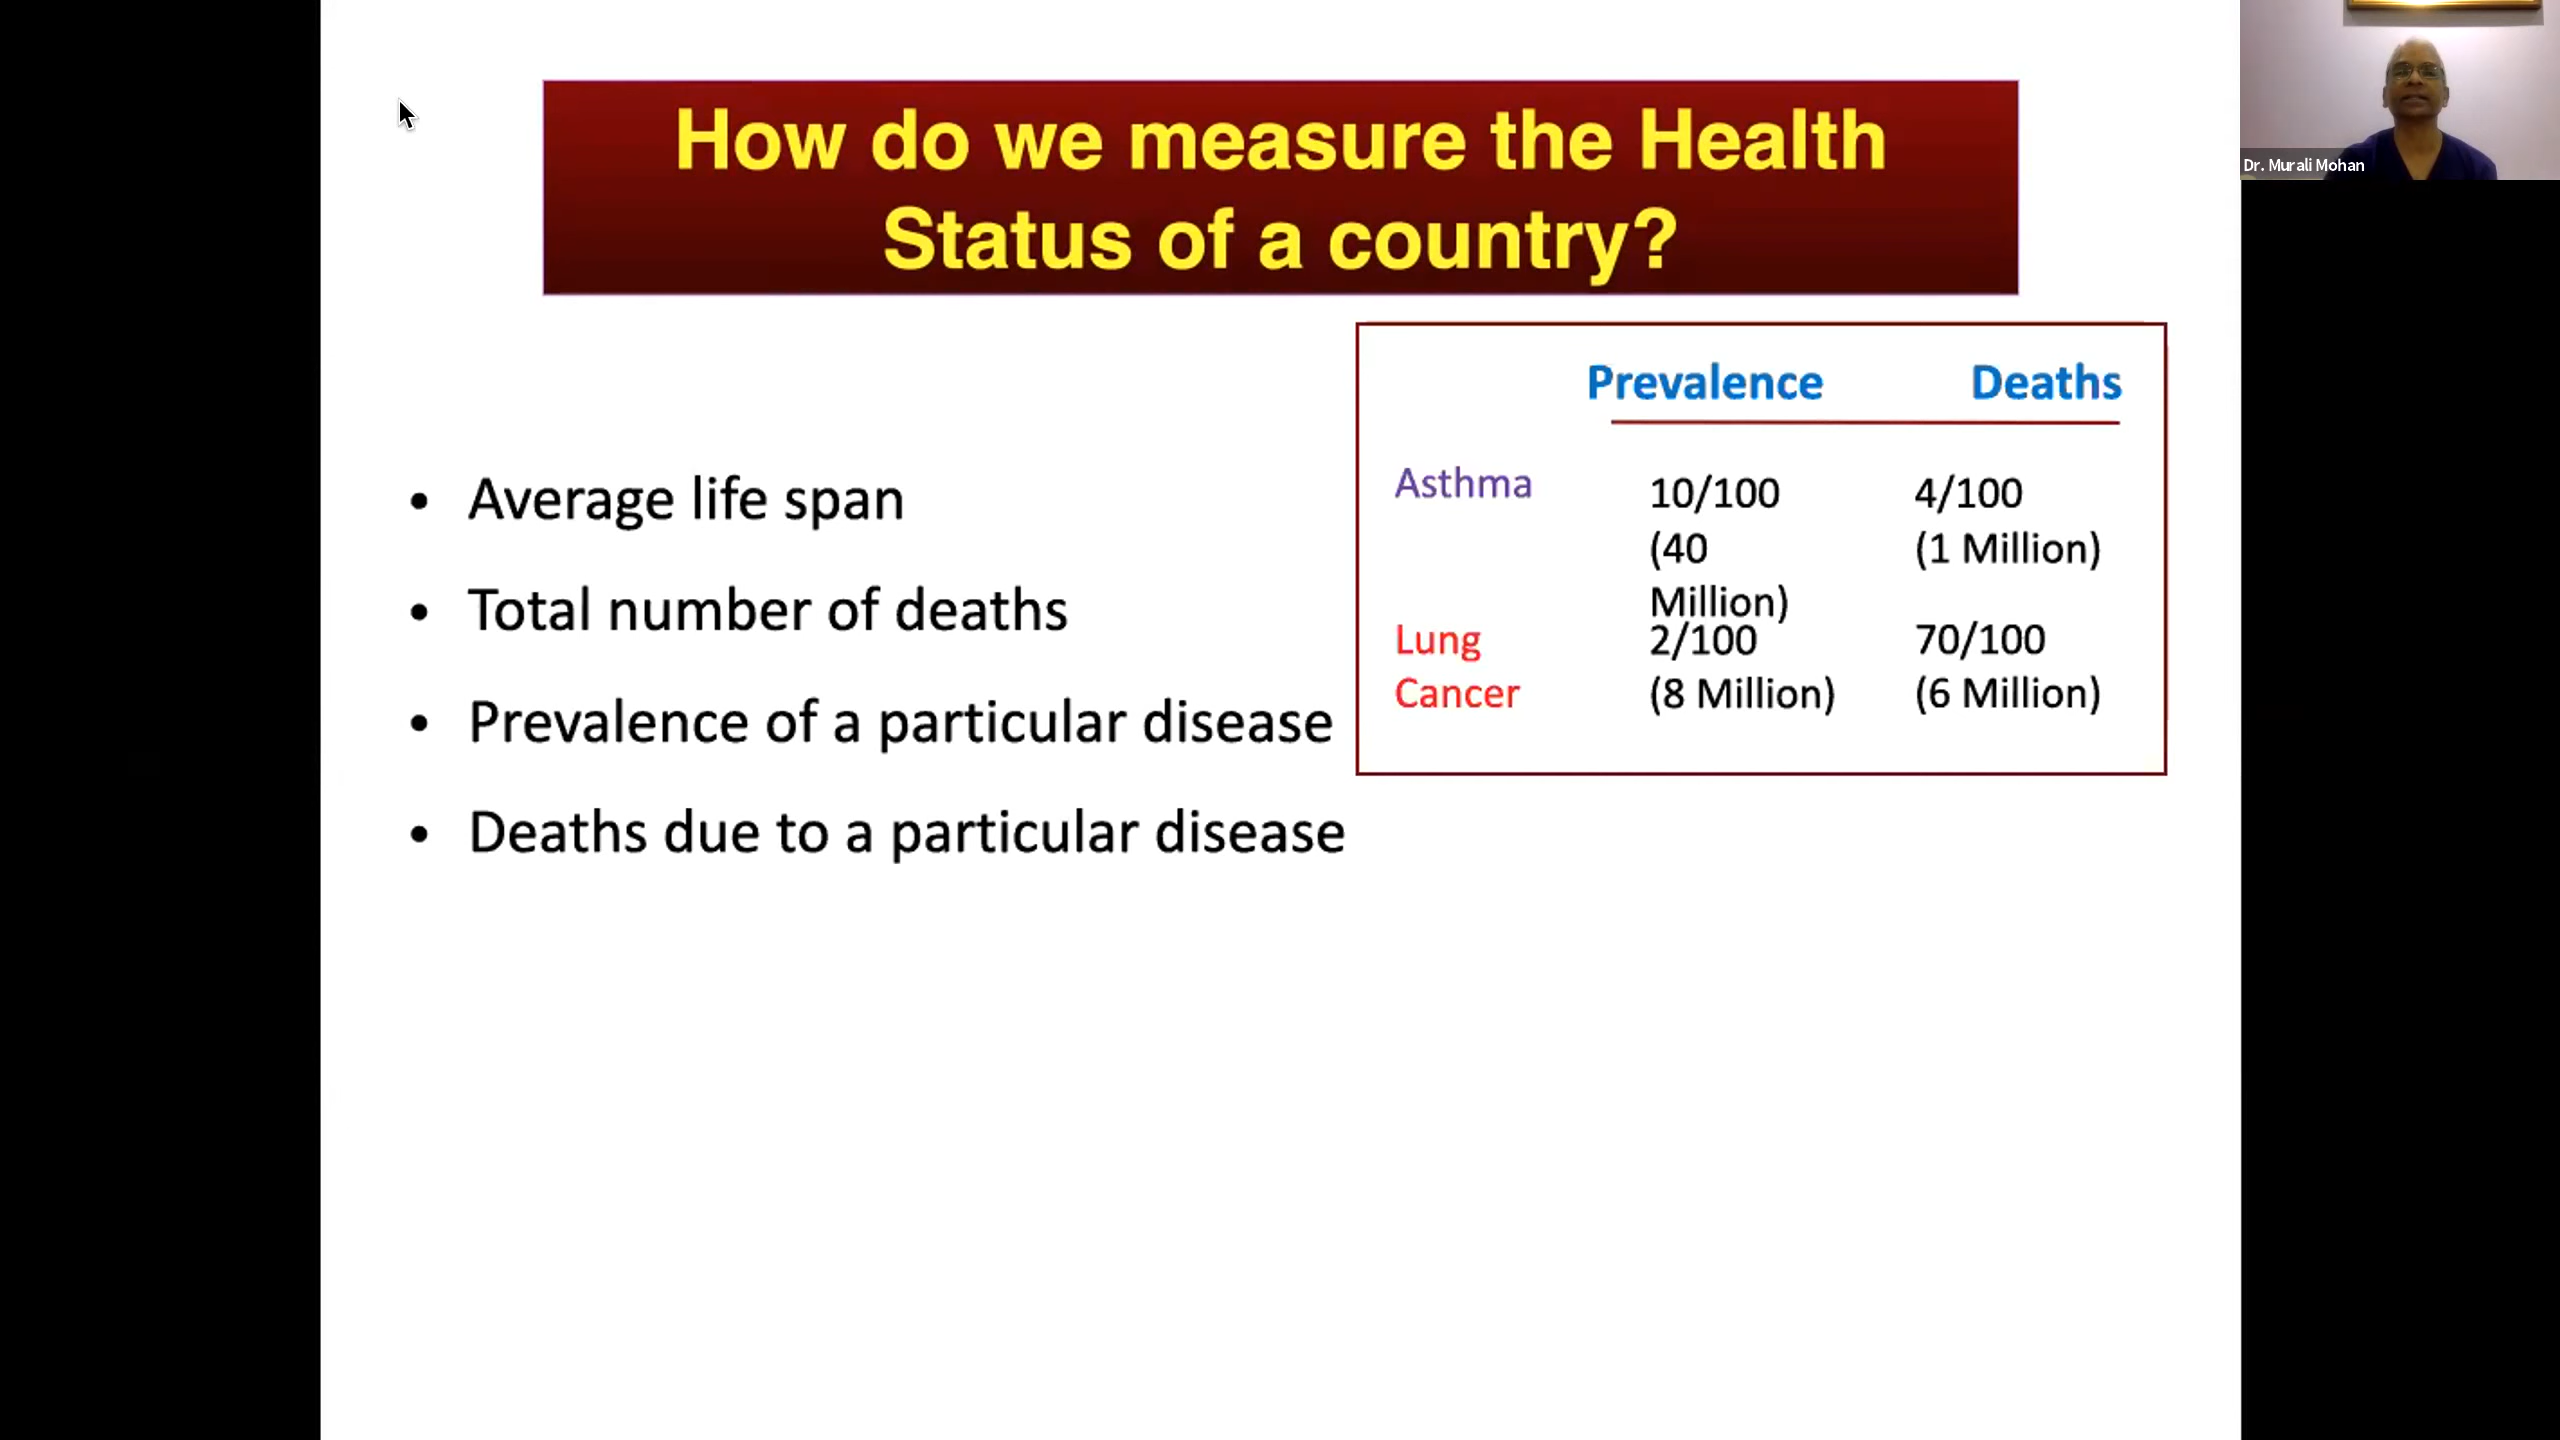 How do we measure the Health
Status of a country?
Dr. Murali Mohan
• Average life span
• Total number of deaths
• Prevalence of a particular disease
• Deaths due to a particular disease
Prevalence Deaths
Asthma 10/100 4/100
(40 (1 Million)
Million)
Lung 2/100 70/100
Cancer (8 Million) (6 Million)